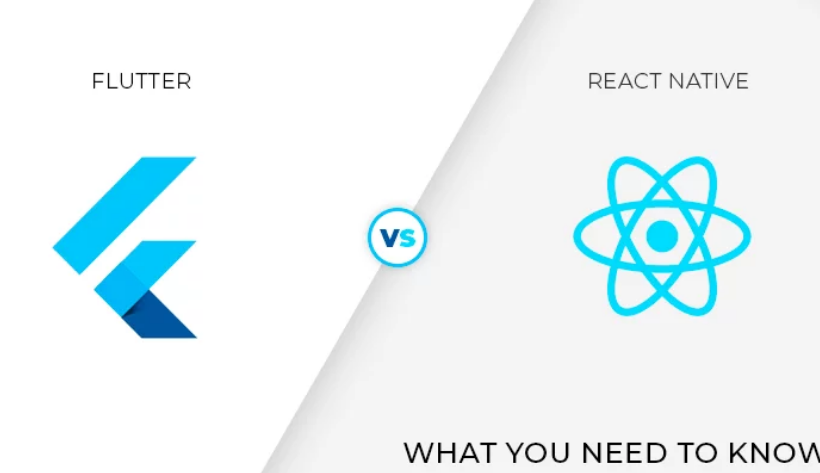 FLUTTER
REACT NATIVE
VS
WHAT YOU NEED TO KNOW